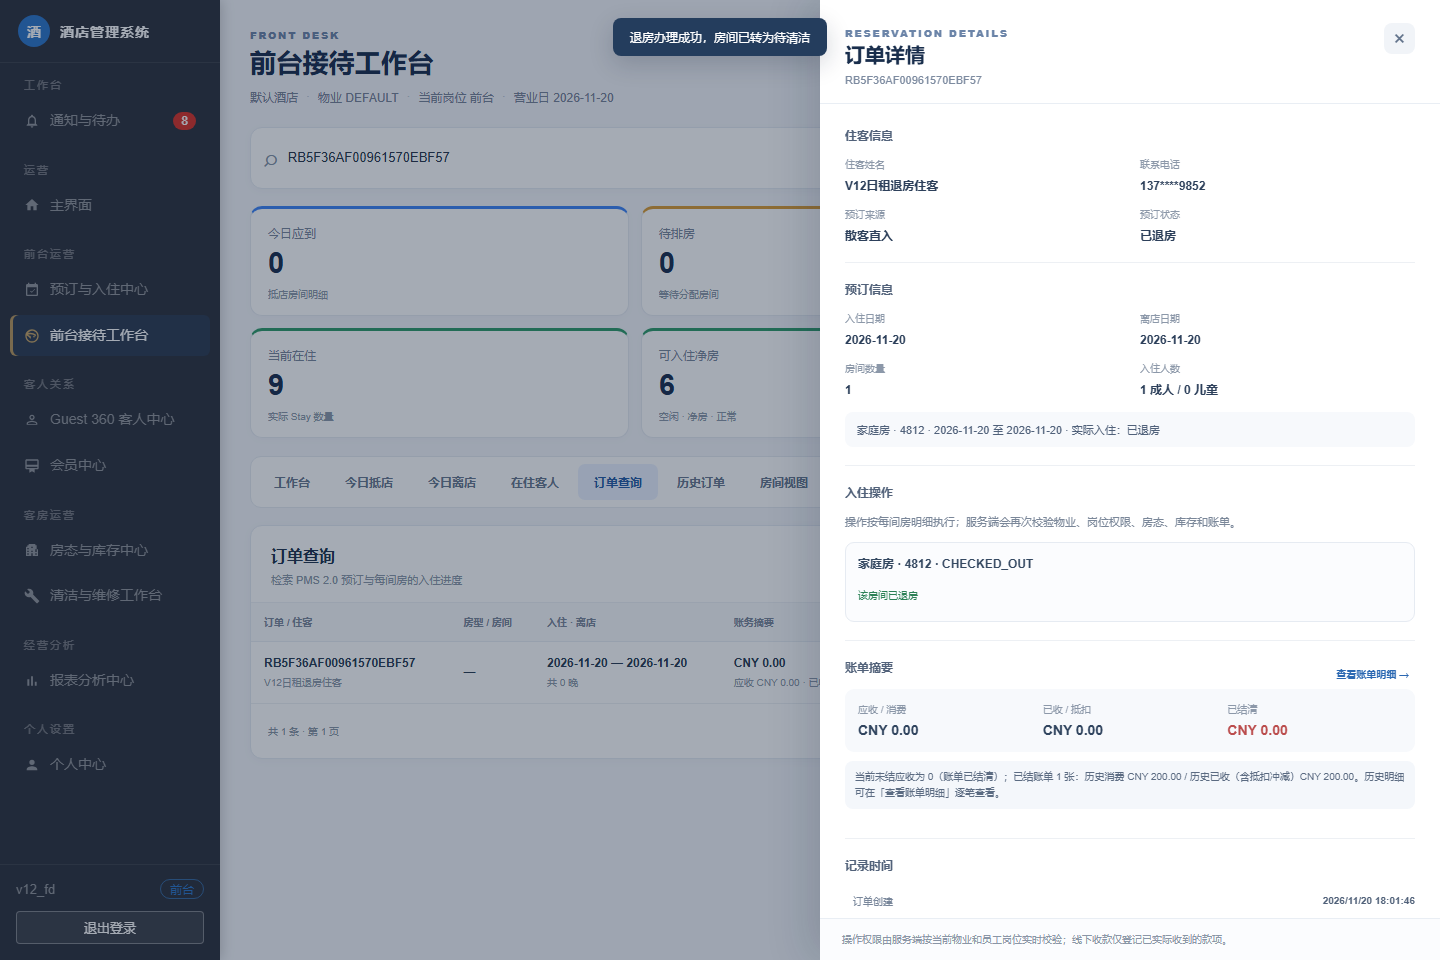 酒 酒店管理系统
工作台
通知与待办 8
运营
主界面
前台运营
预订与入住中心
前台接待工作台
客人关系
Guest 360 客人中心
会员中心
客房运营
房态与库存中心
清洁与维修工作台
经营分析
报表分析中心
个人设置
个人中心
v12_fd 前台
退出登录
FRONT DESK
前台接待工作台
默认酒店 · 物业 DEFAULT · 当前岗位 前台 · 营业日 2026-11-20
退房办理成功，房间已转为待清洁
RB5F36AF00961570EBF57
今日应到
0
抵店房间明细
待排房
0
等待分配房间
当前在住
9
实际 Stay 数量
可入住净房
6
空闲 · 净房 · 正常
工作台 今日抵店 今日离店 在住客人 订单查询 历史订单 房间视图
订单查询
检索 PMS 2.0 预订与每间房的入住进度
订单 / 住客 房型 / 房间 入住 · 离店 账务摘要
RB5F36AF00961570EBF57 — 2026-11-20 — 2026-11-20 CNY 0.00
V12日租退房住客 共 0 晚 应收 CNY 0.00 · 已
共 1 条 · 第 1 页
RESERVATION DETAILS
订单详情
RB5F36AF00961570EBF57
×
住客信息
住客姓名 联系电话
V12日租退房住客 137****9852
预订来源 预订状态
散客直入 已退房
预订信息
入住日期 离店日期
2026-11-20 2026-11-20
房间数量 入住人数
1 1 成人 / 0 儿童
家庭房 · 4812 · 2026-11-20 至 2026-11-20 · 实际入住：已退房
入住操作
操作按每间房明细执行；服务端会再次校验物业、岗位权限、房态、库存和账单。
家庭房 · 4812 · CHECKED_OUT
该房间已退房
账单摘要
查看账单明细 →
应收 / 消费 已收 / 抵扣 已结清
CNY 0.00 CNY 0.00 CNY 0.00
当前未结应收为 0（账单已结清）；已结账单 1 张：历史消费 CNY 200.00 / 历史已收（含抵扣冲减）CNY 200.00。历史明细
可在「查看账单明细」逐笔查看。
记录时间
订单创建 2026/11/20 18:01:46
操作权限由服务端按当前物业和员工岗位实时校验；线下收款仅登记已实际收到的款项。